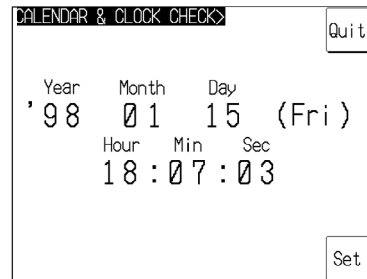 CALENDAR & CLOCK CHECK>
Quit
Year Month Day
'98 01 15 (Fri)
Hour Min Sec
18:07:03
Set